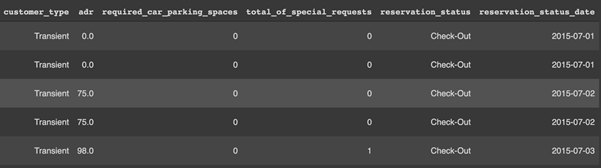 customer_type adr required_car_parking_spaces total_of_special_requests reservation_status reservation_status_date
Transient 0.0 0 0 Check-Out 2015-07-01
Transient 0.0 0 0 Check-Out 2015-07-01
Transient 75.0 0 0 Check-Out 2015-07-02
Transient 75.0 0 0 Check-Out 2015-07-02
Transient 98.0 0 1 Check-Out 2015-07-03